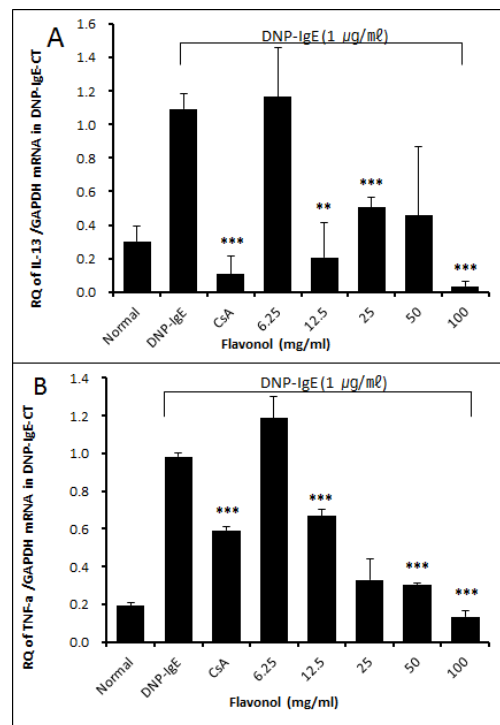 A
DNP-IgE (1 μg/㎖)
RQ of IL-13 /GAPDH mRNA in DNP-IgE-CT
1.6
1.4
1.2
1.0
0.8
0.6
0.4
0.2
0.0
***
**
***
***
Normal
DNP-IgE
CsA
6.25
12.5
25
50
100
Flavonol (mg/ml)
B
DNP-IgE (1 μg/㎖)
RQ of TNF-a /GAPDH mRNA in DNP-IgE-CT
1.4
1.2
1.0
0.8
0.6
0.4
0.2
0.0
***
***
***
***
Normal
DNP-IgE
CsA
6.25
12.5
25
50
100
Flavonol (mg/ml)